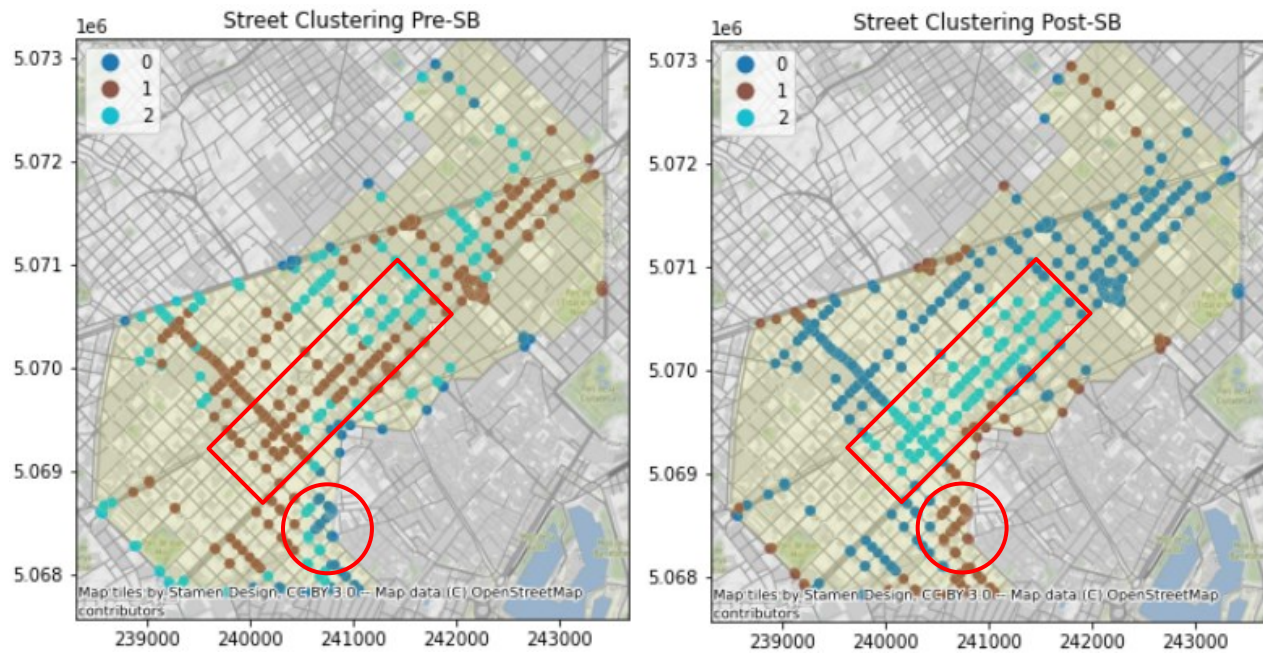 Street Clustering Pre-SB
1e6
0
1
2
5.073
5.072
5.071
5.070
5.069
5.068
Map tiles by Stamen Design, CC BY 3.0 -- Map data (C) OpenStreetMap
contributors
239000 240000 241000 242000 243000
Street Clustering Post-SB
1e6
0
1
2
5.073
5.072
5.071
5.070
5.069
5.068
Map tiles by Stamen Design, CC BY 3.0 -- Map data (C) OpenStreetMap
contributors
239000 240000 241000 242000 243000